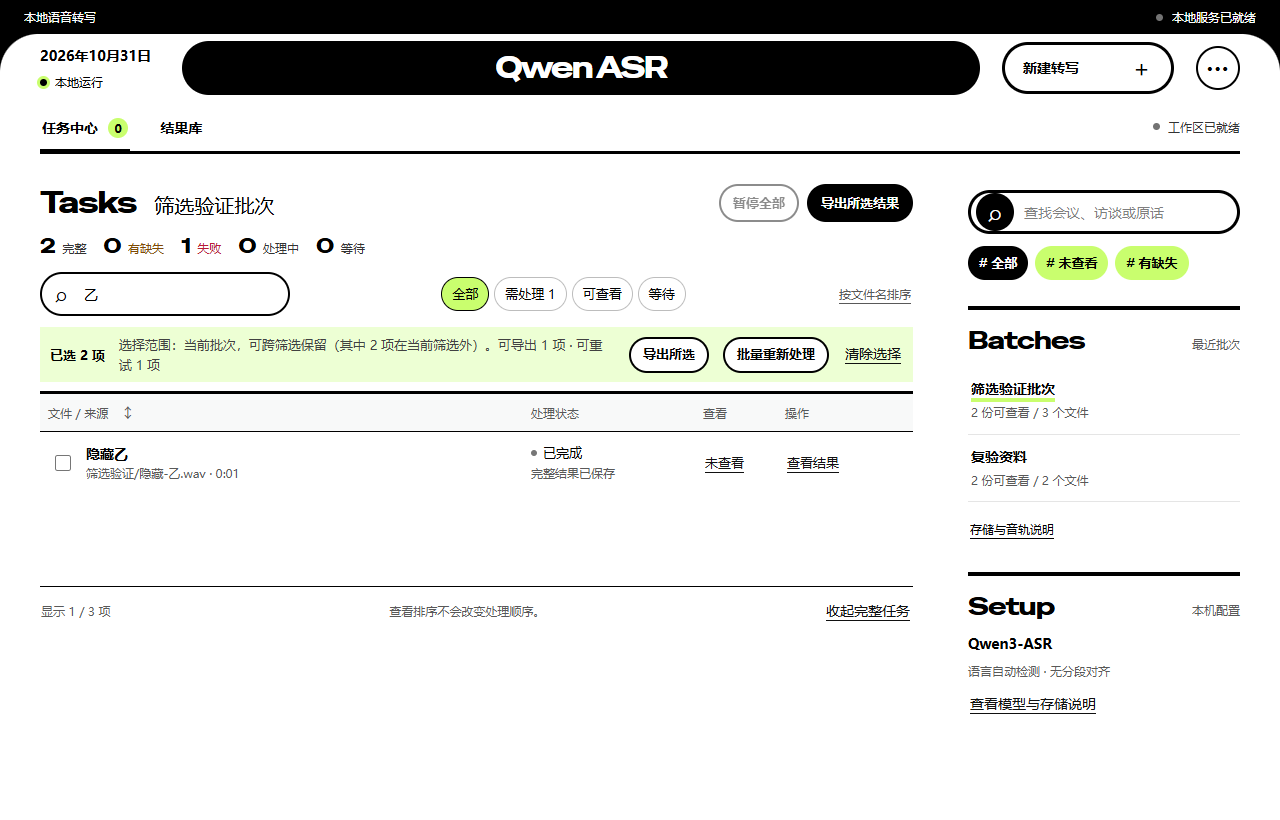 本地语音转写
本地服务已就绪
2026年10月31日
本地运行
Qwen ASR
新建转写 +
任务中心 0
结果库
工作区已就绪
Tasks 筛选验证批次
暂停全部
导出所选结果
2 完整 0 有缺失 1 失败 0 处理中 0 等待
乙
全部
需处理 1
可查看
等待
按文件名排序
已选 2 项
选择范围：当前批次，可跨筛选保留（其中 2 项在当前筛选外）。可导出 1 项 · 可重
试 1 项
导出所选
批量重新处理
清除选择
文件 / 来源 处理状态 查看 操作
隐藏乙
筛选验证/隐藏-乙.wav · 0:01
已完成
完整结果已保存
未查看
查看结果
显示 1 / 3 项
查看排序不会改变处理顺序。
收起完整任务
查找会议、访谈或原话
# 全部
# 未查看
# 有缺失
Batches 最近批次
筛选验证批次
2 份可查看 / 3 个文件
复验资料
2 份可查看 / 2 个文件
存储与音轨说明
Setup 本机配置
Qwen3-ASR
语言自动检测 · 无分段对齐
查看模型与存储说明